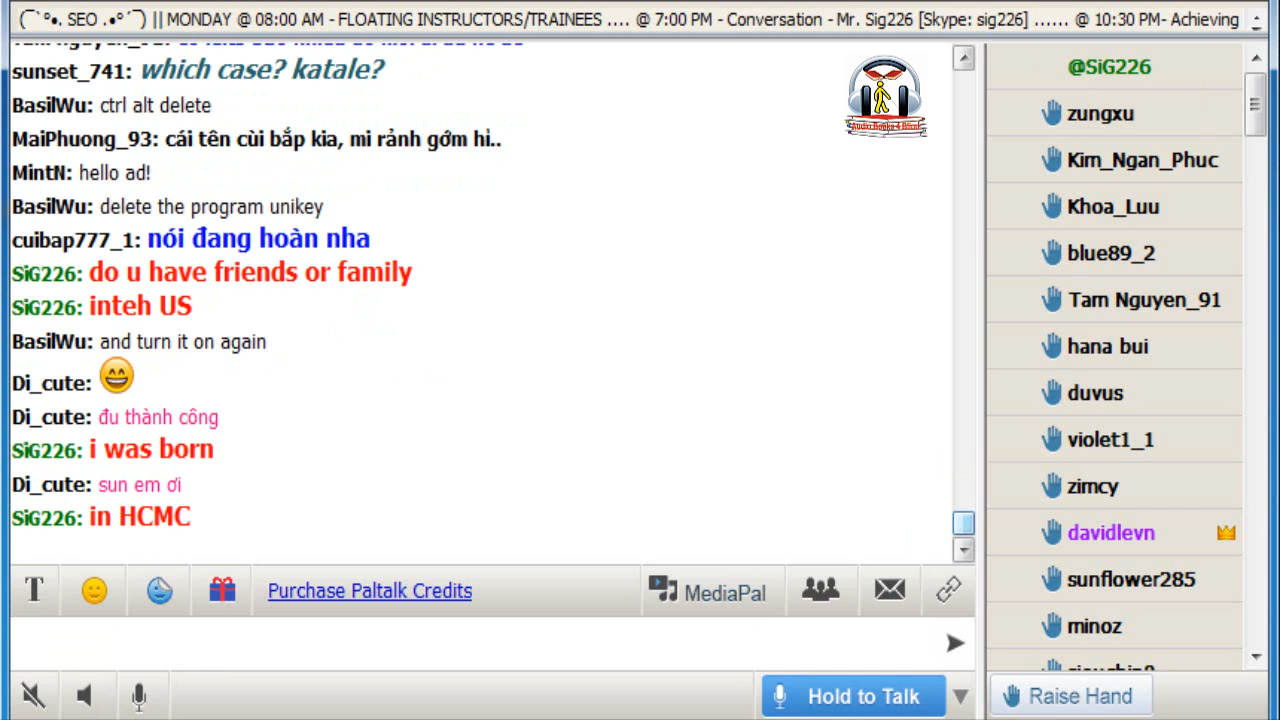 (¯`°•. SEO .•°´¯) || MONDAY @ 08:00 AM - FLOATING INSTRUCTORS/TRAINEES .... @ 7:00 PM - Conversation - Mr. Sig226 [Skype: sig226] ...... @ 10:30 PM- Achieving
sunset_741: which case? katale?
BasilWu: ctrl alt delete
MaiPhuong_93: cái tên cùi bắp kia, mi rảnh gớm hỉ..
MintN: hello ad!
BasilWu: delete the program unikey
cuibap777_1: nói đang hoàn nha
SiG226: do u have friends or family
SiG226: inteh US
BasilWu: and turn it on again
Di_cute:
Di_cute: đu thành công
SiG226: i was born
Di_cute: sun em ơi
SiG226: in HCMC
Audio Books 4 Blind
T
Purchase Paltalk Credits
MediaPal
Hold to Talk
@SiG226
zungxu
Kim_Ngan_Phuc
Khoa_Luu
blue89_2
Tam Nguyen_91
hana bui
duvus
violet1_1
zimcy
davidlevn
sunflower285
minoz
Raise Hand